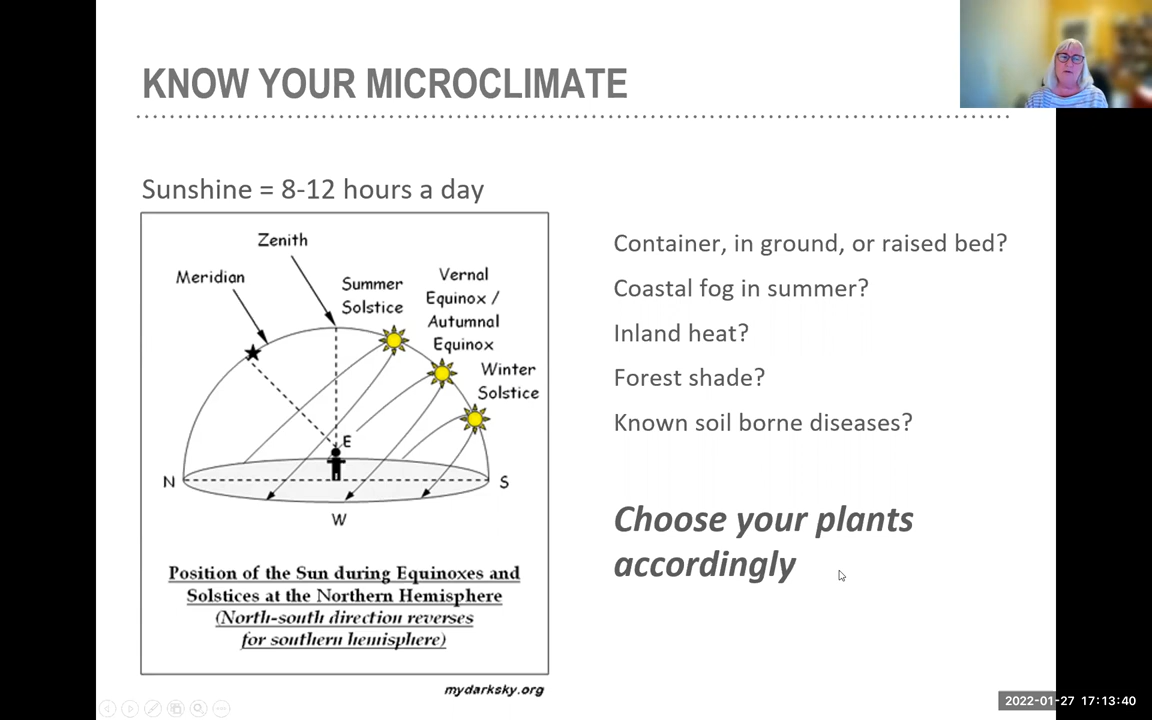 KNOW YOUR MICROCLIMATE
Sunshine = 8-12 hours a day
Zenith
Meridian
Summer
Solstice
Vernal
Equinox /
Autumnal
Equinox
Winter
Solstice
E
N
S
W
Position of the Sun during Equinoxes and
Solstices at the Northern Hemisphere
(North-south direction reverses
for southern hemisphere)
mydarksky.org
Container, in ground, or raised bed?
Coastal fog in summer?
Inland heat?
Forest shade?
Known soil borne diseases?
Choose your plants
accordingly
2022-01-27 17:13:40